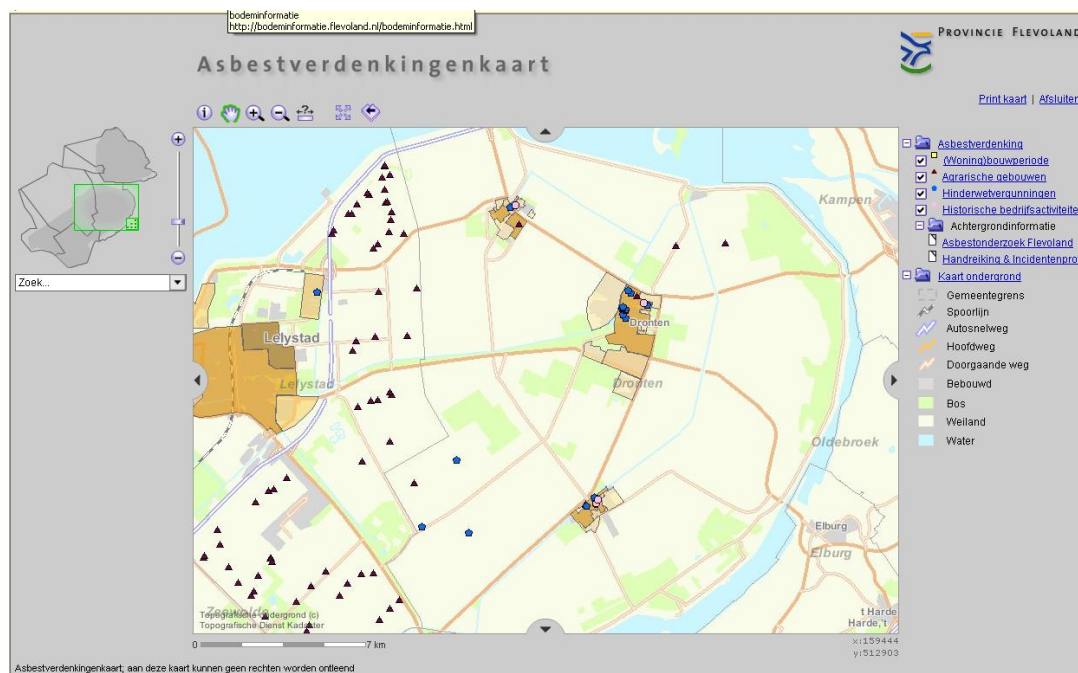 bodeminformatie
http://bodeminformatie.flevoland.nl/bodeminformatie.html
PROVINCIE FLEVOLAND
Asbestverdenkingenkaart
Print kaart | Afsluiten
Zoek...
Asbestverdenking
(Woning)bouwperiode
Agrarische gebouwen
Hinderwetvergunningen
Historische bedrijfsactiviteite
Achtergrondinformatie
Asbestonderzoek Flevoland
Handreiking & Incidentenpro
Kaart ondergrond
Gemeentegrens
Spoorlijn
Autosnelweg
Hoofdweg
Doorgaande weg
Bebouwd
Bos
Weiland
Water
Kampen
Dronten
Lelystad
Lelystad
Dronten
Oldebroek
Elburg
Elburg
Zeewolde
't Harde
Harde,'t
Topografische ondergrond (c)
Topografische Dienst Kadaster
0
7 km
x:159444
y:512903
Asbestverdenkingenkaart; aan deze kaart kunnen geen rechten worden ontleend